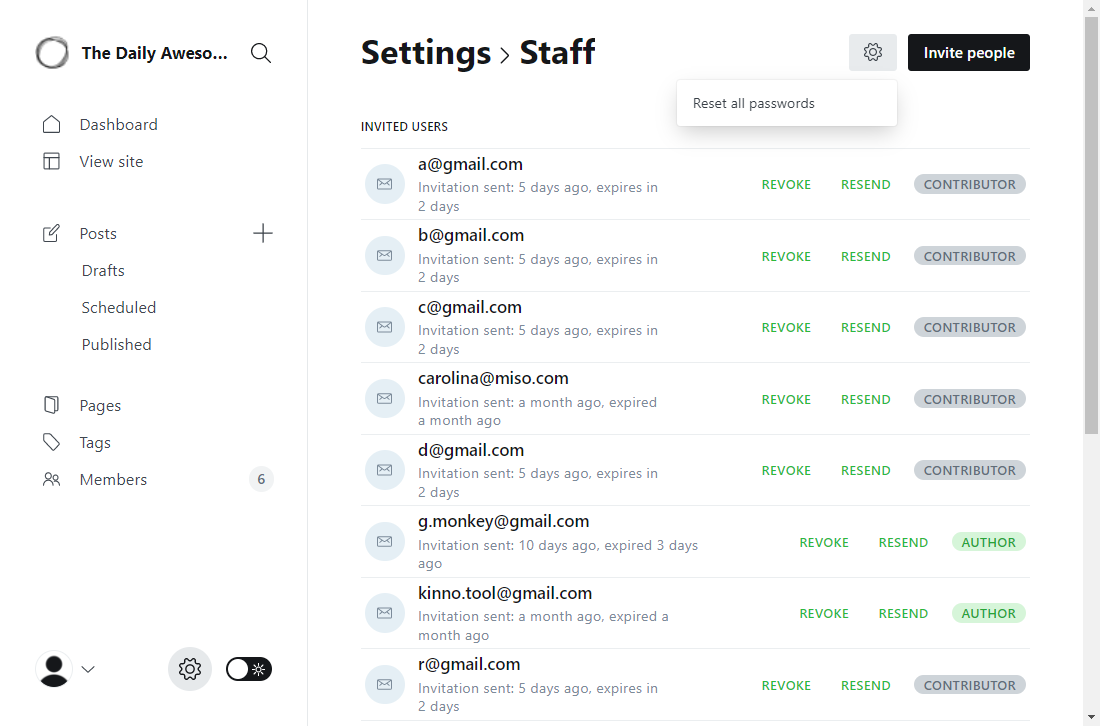 The Daily Aweso...
Dashboard
View site
Posts
Drafts
Scheduled
Published
Pages
Tags
Members
6
Settings > Staff
Invite people
Reset all passwords
INVITED USERS
a@gmail.com
Invitation sent: 5 days ago, expires in
2 days
REVOKE RESEND CONTRIBUTOR
b@gmail.com
Invitation sent: 5 days ago, expires in
2 days
REVOKE RESEND CONTRIBUTOR
c@gmail.com
Invitation sent: 5 days ago, expires in
2 days
REVOKE RESEND CONTRIBUTOR
carolina@miso.com
Invitation sent: a month ago, expired
a month ago
REVOKE RESEND CONTRIBUTOR
d@gmail.com
Invitation sent: 5 days ago, expires in
2 days
REVOKE RESEND CONTRIBUTOR
g.monkey@gmail.com
Invitation sent: 10 days ago, expired 3 days
ago
REVOKE RESEND AUTHOR
kinno.tool@gmail.com
Invitation sent: a month ago, expired a
month ago
REVOKE RESEND AUTHOR
r@gmail.com
Invitation sent: 5 days ago, expires in
2 days
REVOKE RESEND CONTRIBUTOR